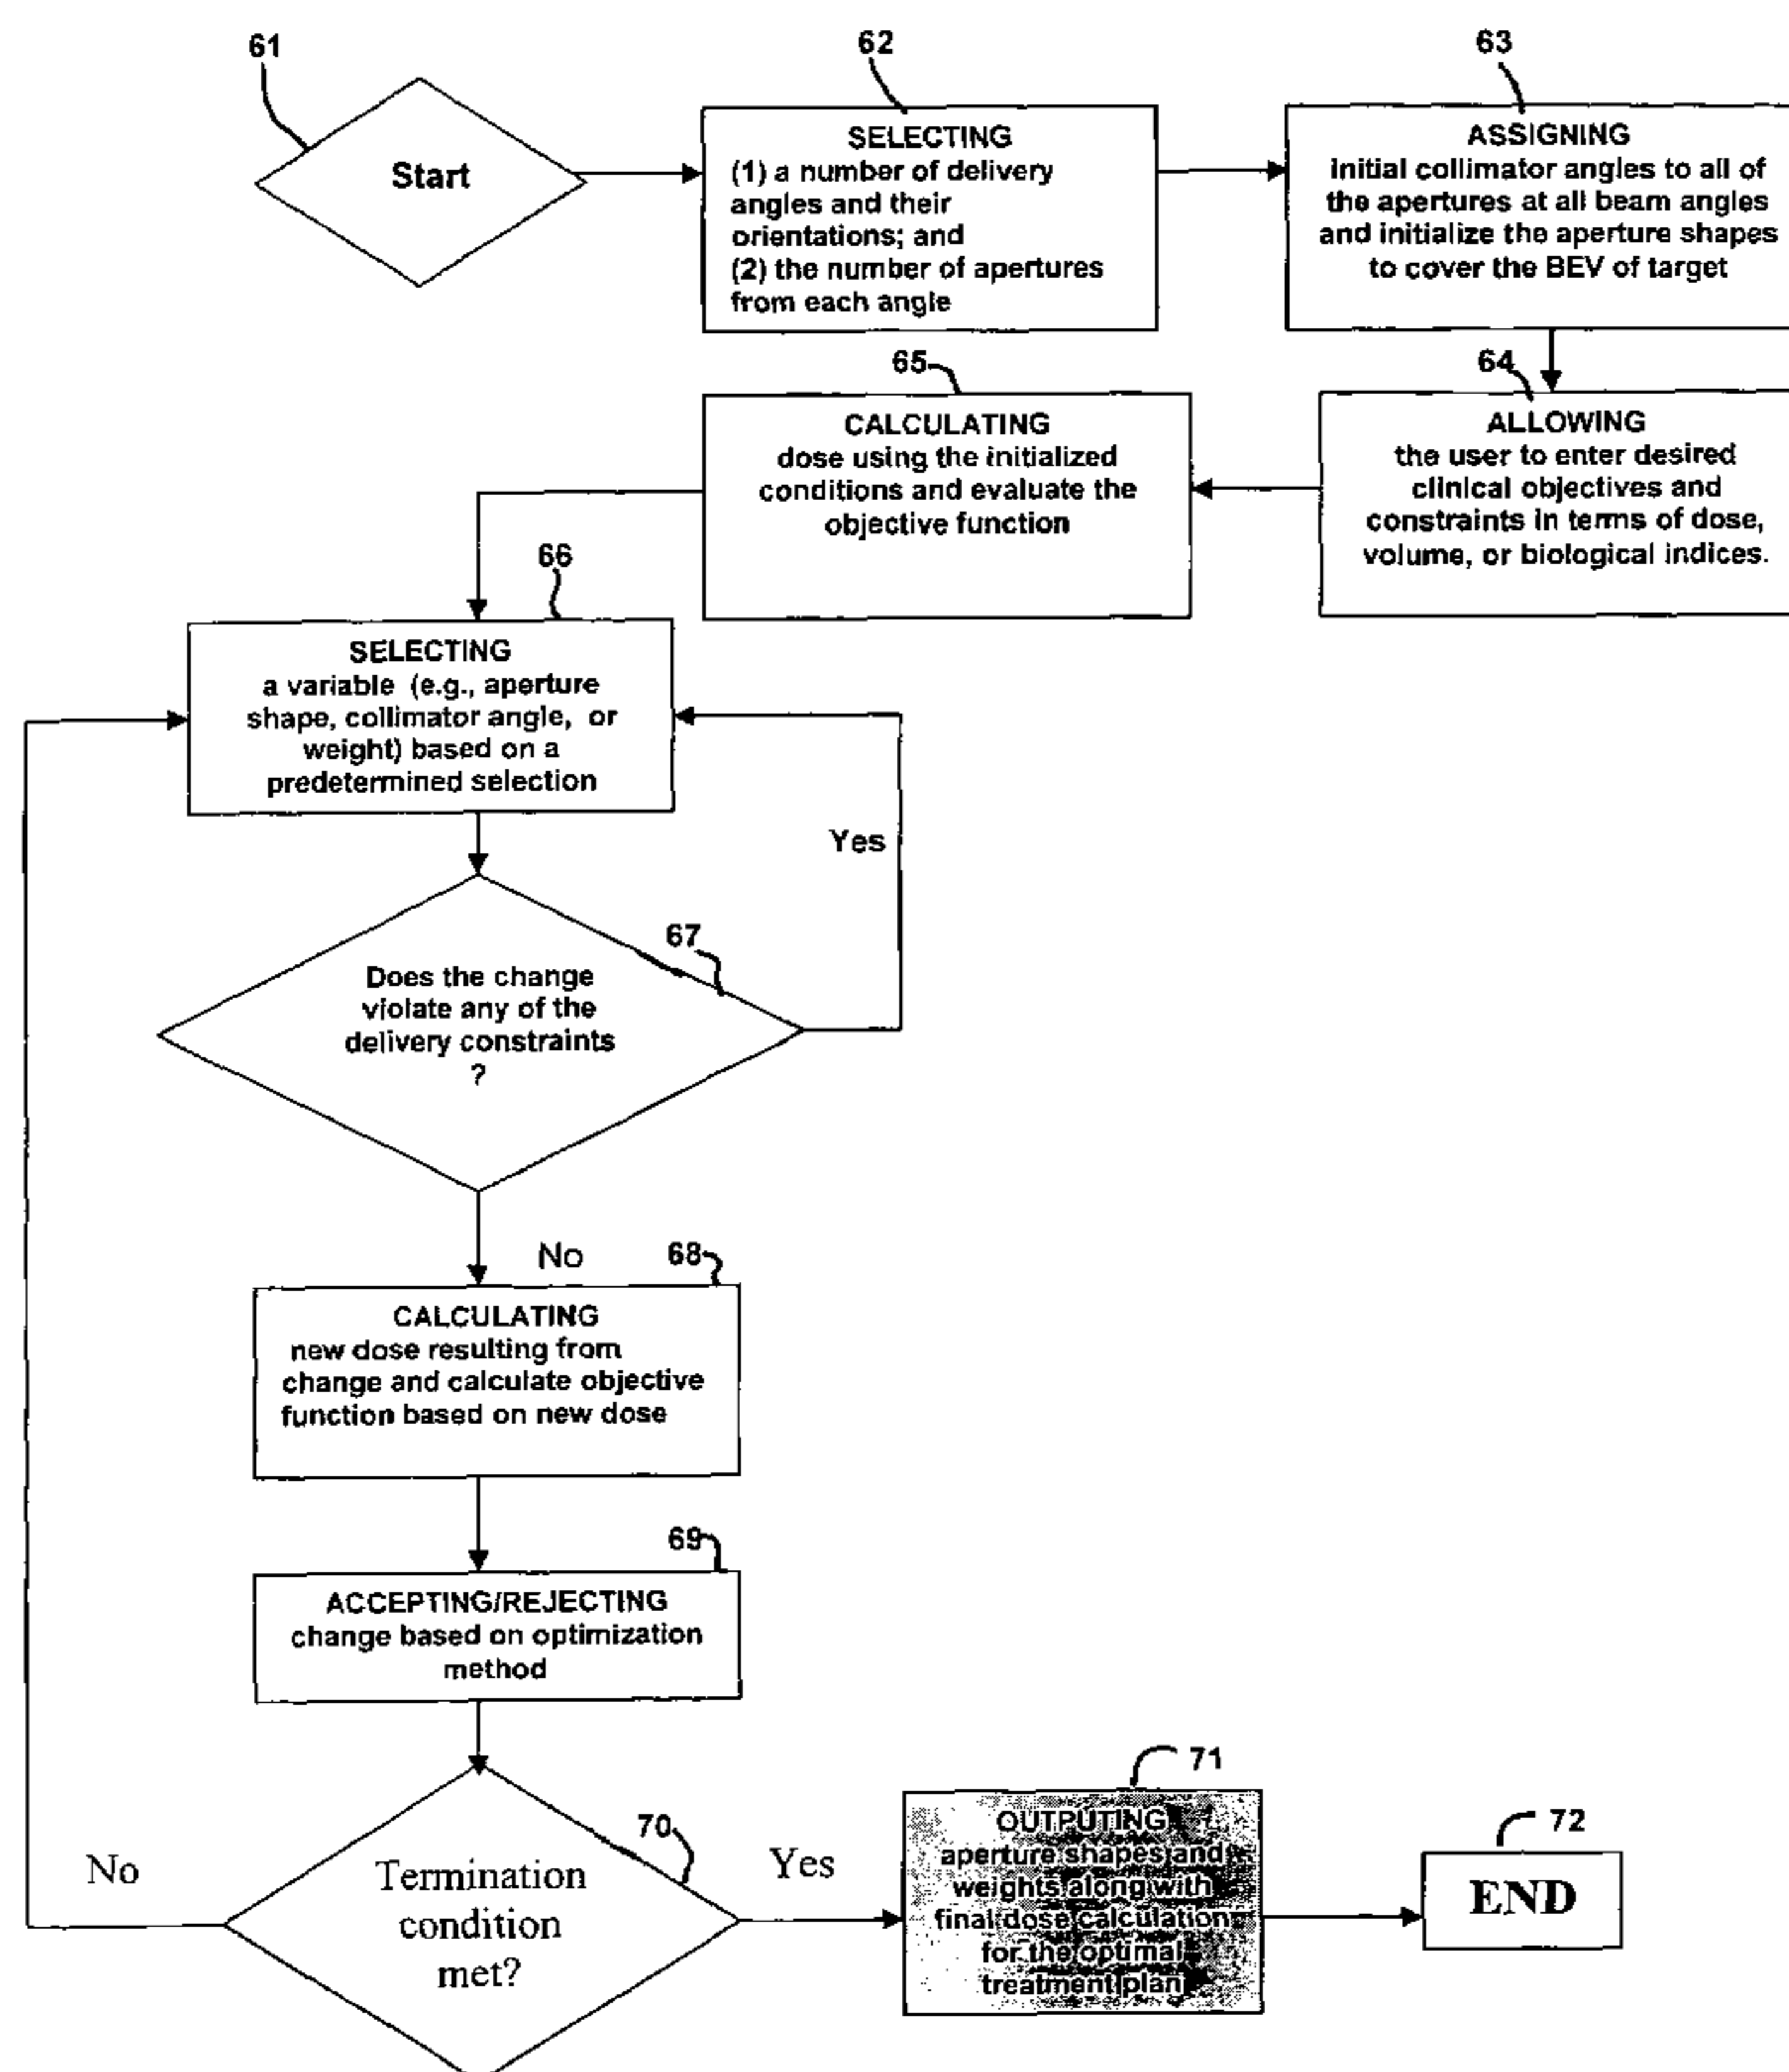 61
Start
62
SELECTING
(1) a number of delivery
angles and their
orientations; and
(2) the number of apertures
from each angle
63
ASSIGNING
initial collimator angles to all of
the apertures at all beam angles
and initialize the aperture shapes
to cover the BEV of target
64
ALLOWING
the user to enter desired
clinical objectives and
constraints in terms of dose,
volume, or biological indices.
65
CALCULATING
dose using the initialized
conditions and evaluate the
objective function
66
SELECTING
a variable (e.g., aperture
shape, collimator angle, or
weight) based on a
predetermined selection
Yes
67
Does the change
violate any of the
delivery constraints
?
No
68
CALCULATING
new dose resulting from
change and calculate objective
function based on new dose
69
ACCEPTING/REJECTING
change based on optimization
method
70
Termination
condition
met?
No
Yes
71
OUTPUTING
aperture shapes and
weights along with
final dose calculation
for the optimal
treatment plan
72
END